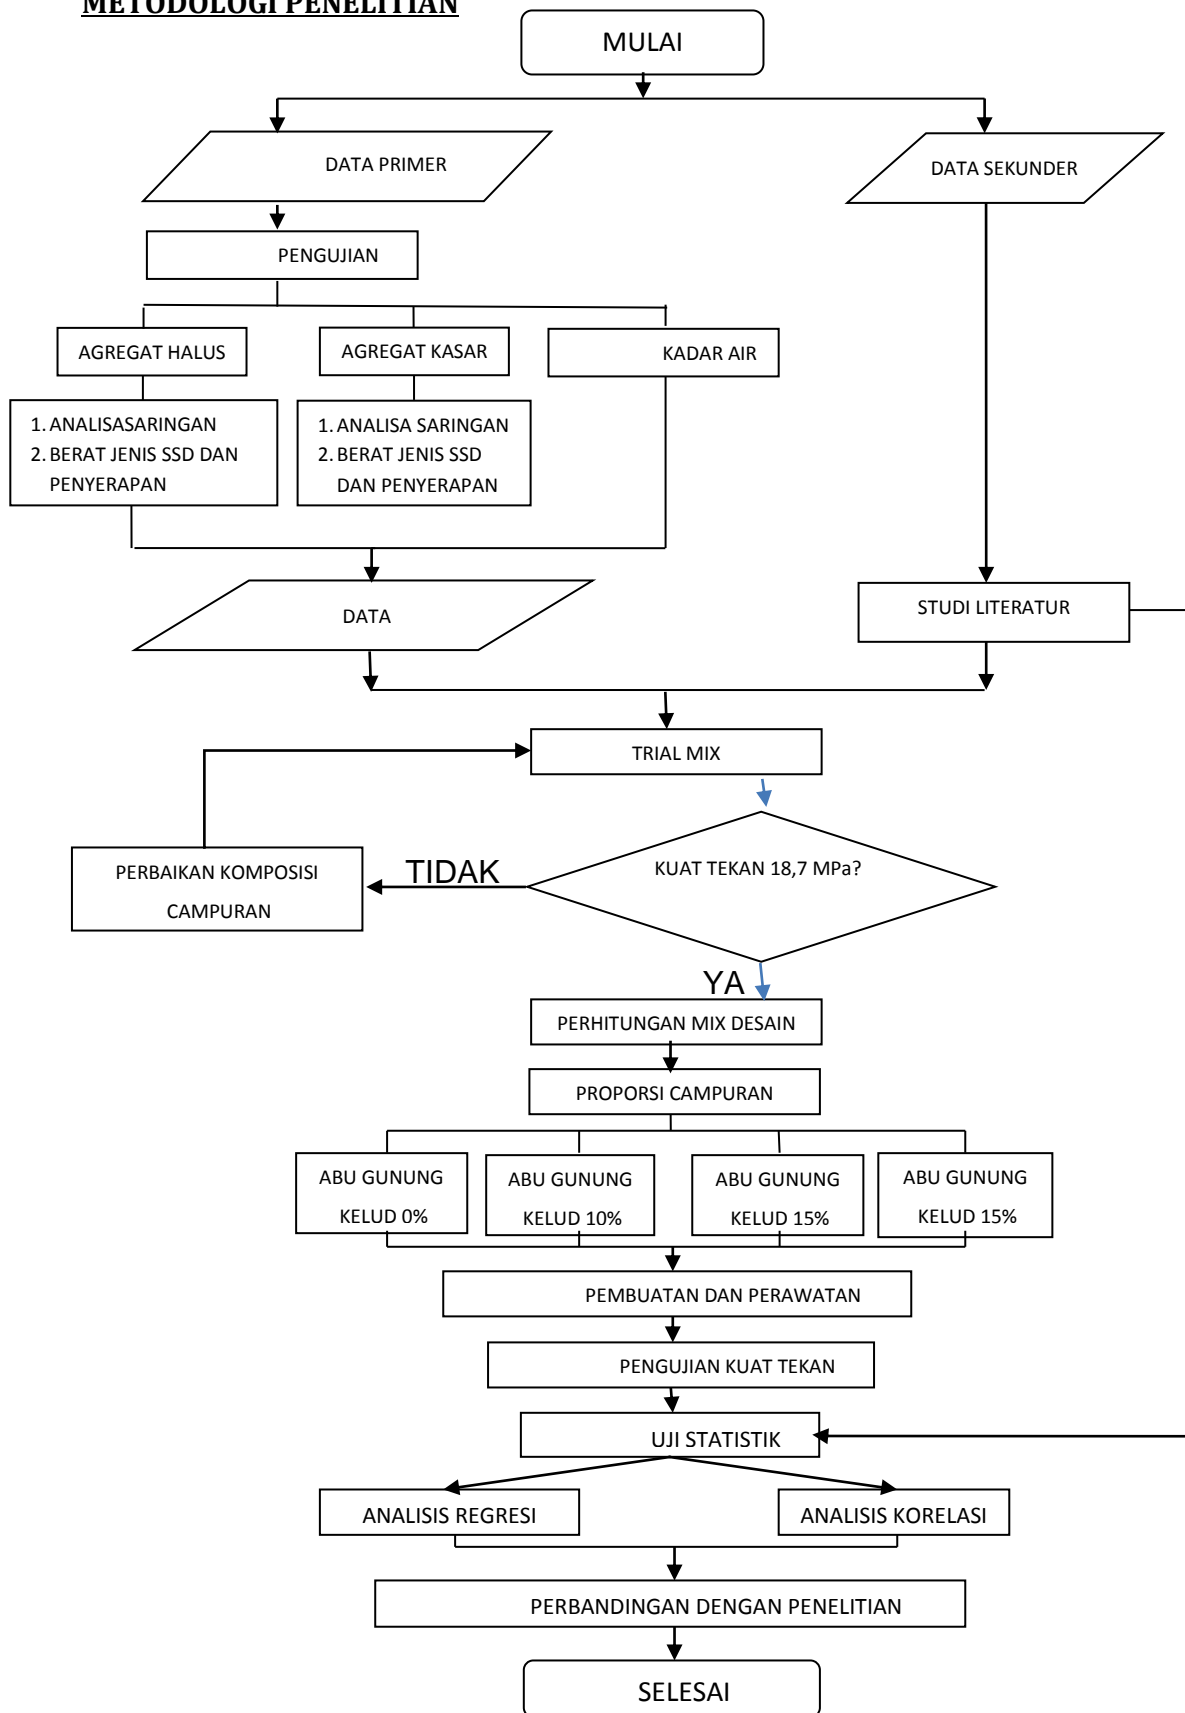 METODOLOGI PENELITIAN
MULAI
DATA PRIMER
DATA SEKUNDER
PENGUJIAN
AGREGAT HALUS
AGREGAT KASAR
KADAR AIR
1. ANALISASARINGAN
2. BERAT JENIS SSD DAN
PENYERAPAN
1. ANALISA SARINGAN
2. BERAT JENIS SSD
DAN PENYERAPAN
DATA
STUDI LITERATUR
TRIAL MIX
KUAT TEKAN 18,7 MPa?
TIDAK
PERBAIKAN KOMPOSISI
CAMPURAN
YA
PERHITUNGAN MIX DESAIN
PROPORSI CAMPURAN
ABU GUNUNG
KELUD 0%
ABU GUNUNG
KELUD 10%
ABU GUNUNG
KELUD 15%
ABU GUNUNG
KELUD 15%
PEMBUATAN DAN PERAWATAN
PENGUJIAN KUAT TEKAN
UJI STATISTIK
ANALISIS REGRESI
ANALISIS KORELASI
PERBANDINGAN DENGAN PENELITIAN
SELESAI